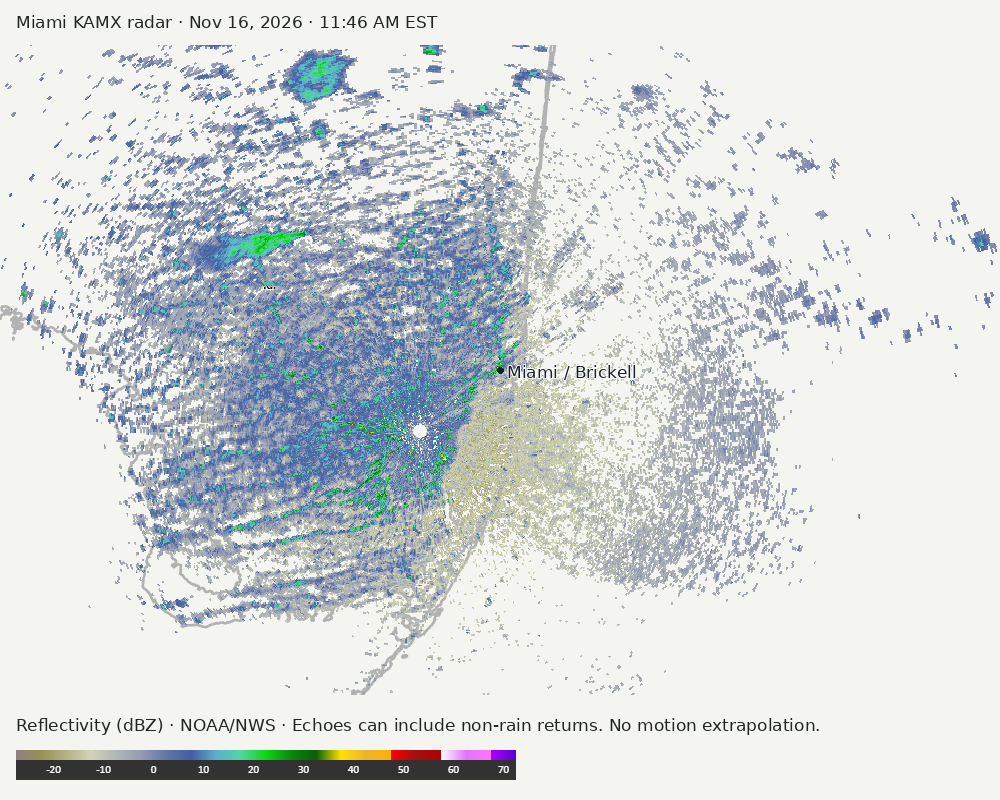 Miami KAMX radar · Nov 16, 2026 · 11:46 AM EST
Miami / Brickell
Reflectivity (dBZ) · NOAA/NWS · Echoes can include non-rain returns. No motion extrapolation.
-20 -10 0 10 20 30 40 50 60 70